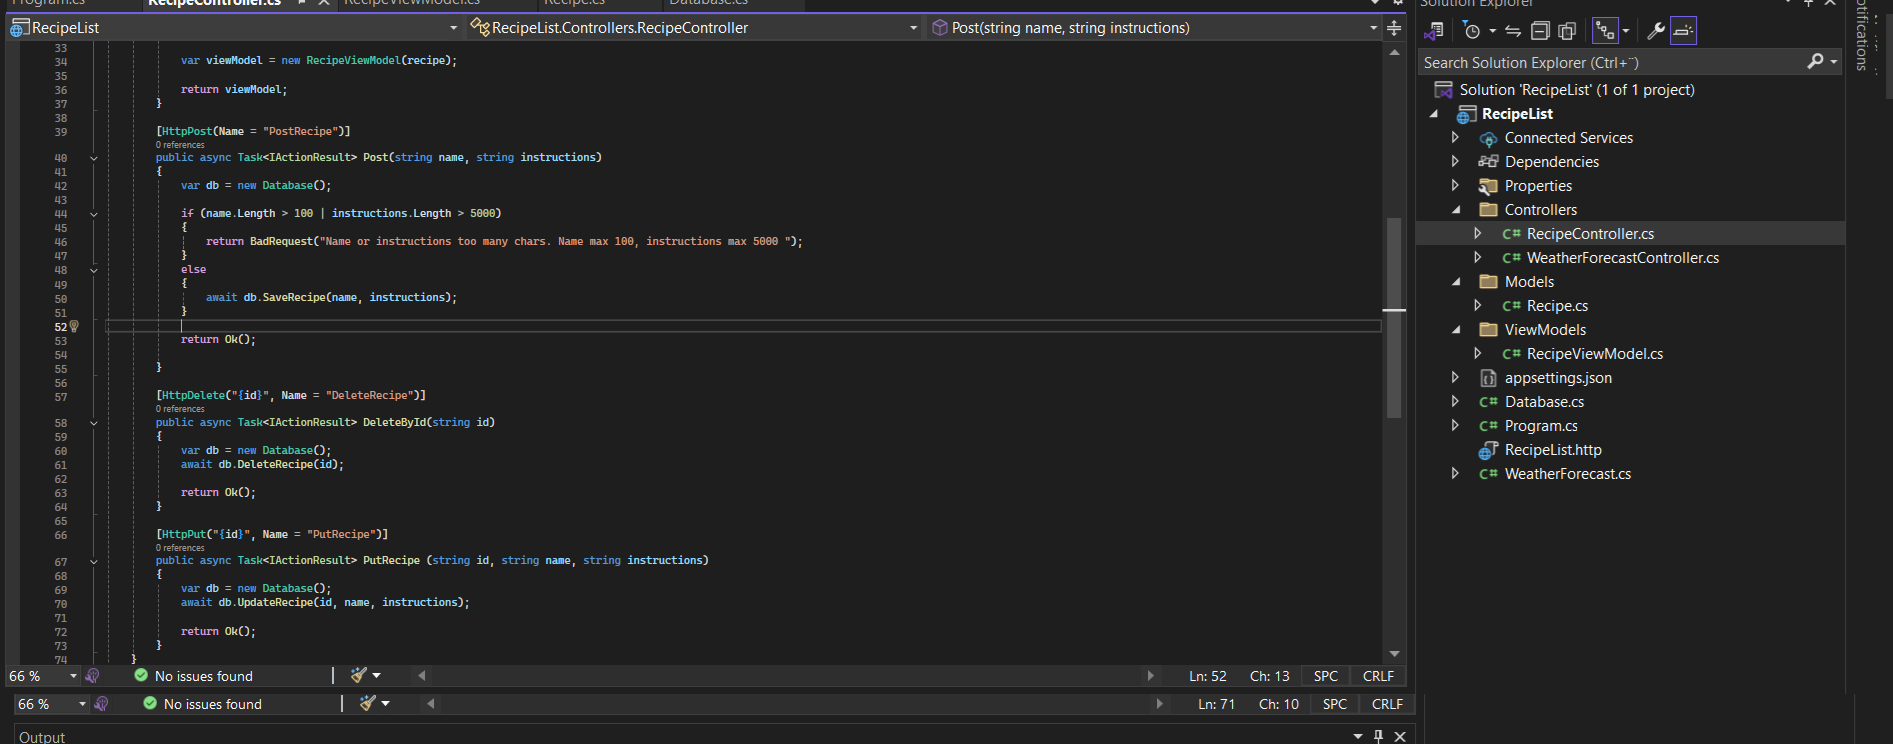 Program.cs RecipeController.cs RecipeViewModel.cs Recipe.cs Database.cs
RecipeList RecipeList.Controllers.RecipeController Post(string name, string instructions)
33
34 var viewModel = new RecipeViewModel(recipe);
35
36 return viewModel;
37 }
38
39 [HttpPost(Name = "PostRecipe")]
0 references
40 public async Task<IActionResult> Post(string name, string instructions)
41 {
42 var db = new Database();
43
44 if (name.Length > 100 | instructions.Length > 5000)
45 {
46 return BadRequest("Name or instructions too many chars. Name max 100, instructions max 5000 ");
47 }
48 else
49 {
50 await db.SaveRecipe(name, instructions);
51 }
52
53 return Ok();
54
55 }
56
57 [HttpDelete("{id}", Name = "DeleteRecipe")]
0 references
58 public async Task<IActionResult> DeleteById(string id)
59 {
60 var db = new Database();
61 await db.DeleteRecipe(id);
62
63 return Ok();
64 }
65
66 [HttpPut("{id}", Name = "PutRecipe")]
0 references
67 public async Task<IActionResult> PutRecipe (string id, string name, string instructions)
68 {
69 var db = new Database();
70 await db.UpdateRecipe(id, name, instructions);
71
72 return Ok();
73 }
74 }
66 % No issues found Ln: 52 Ch: 13 SPC CRLF
66 % No issues found Ln: 71 Ch: 10 SPC CRLF
Output
Solution Explorer
Search Solution Explorer (Ctrl+¨)
Solution 'RecipeList' (1 of 1 project)
RecipeList
Connected Services
Dependencies
Properties
Controllers
C# RecipeController.cs
C# WeatherForecastController.cs
Models
C# Recipe.cs
ViewModels
C# RecipeViewModel.cs
appsettings.json
C# Database.cs
C# Program.cs
RecipeList.http
C# WeatherForecast.cs
Notifications